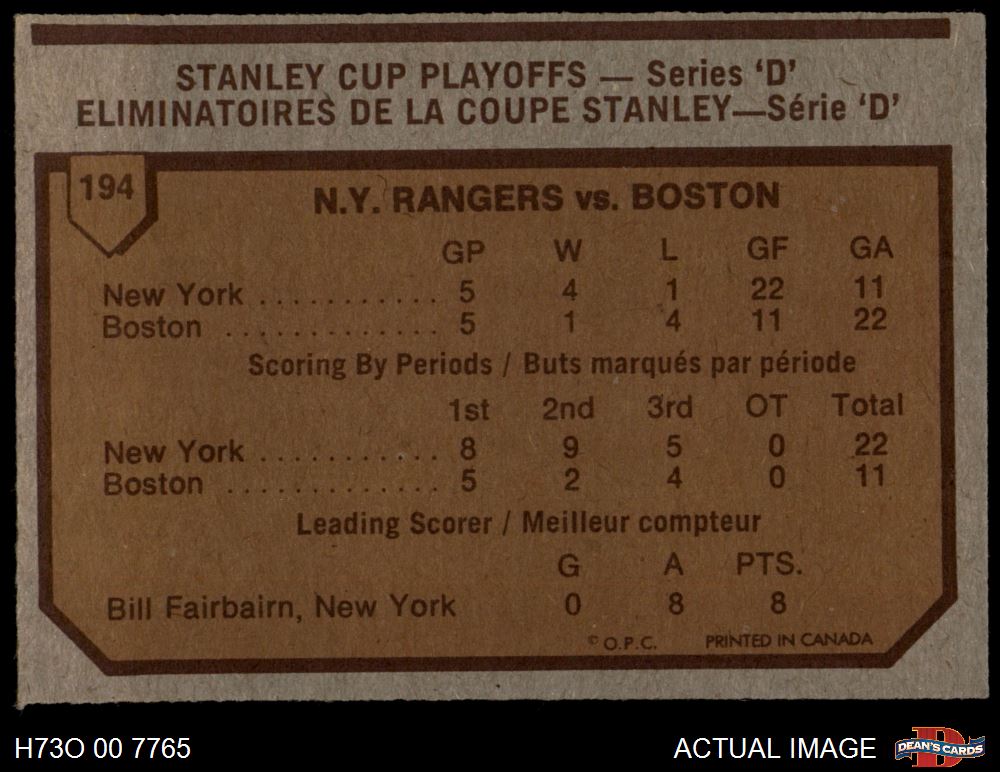 STANLEY CUP PLAYOFFS — Series ‘D’
ELIMINATOIRES DE LA COUPE STANLEY—Série ‘D’
194
N.Y. RANGERS vs. BOSTON
GP W L GF GA
New York . . . . . . . . . . . 5 4 1 22 11
Boston . . . . . . . . . . . . . 5 1 4 11 22
Scoring By Periods / Buts marqués par période
1st 2nd 3rd OT Total
New York . . . . . . . . . . . 8 9 5 0 22
Boston . . . . . . . . . . . . . 5 2 4 0 11
Leading Scorer / Meilleur compteur
G A PTS.
Bill Fairbairn, New York 0 8 8
© O.P.C. PRINTED IN CANADA
H73O 00 7765
ACTUAL IMAGE
D
DEAN'S CARDS